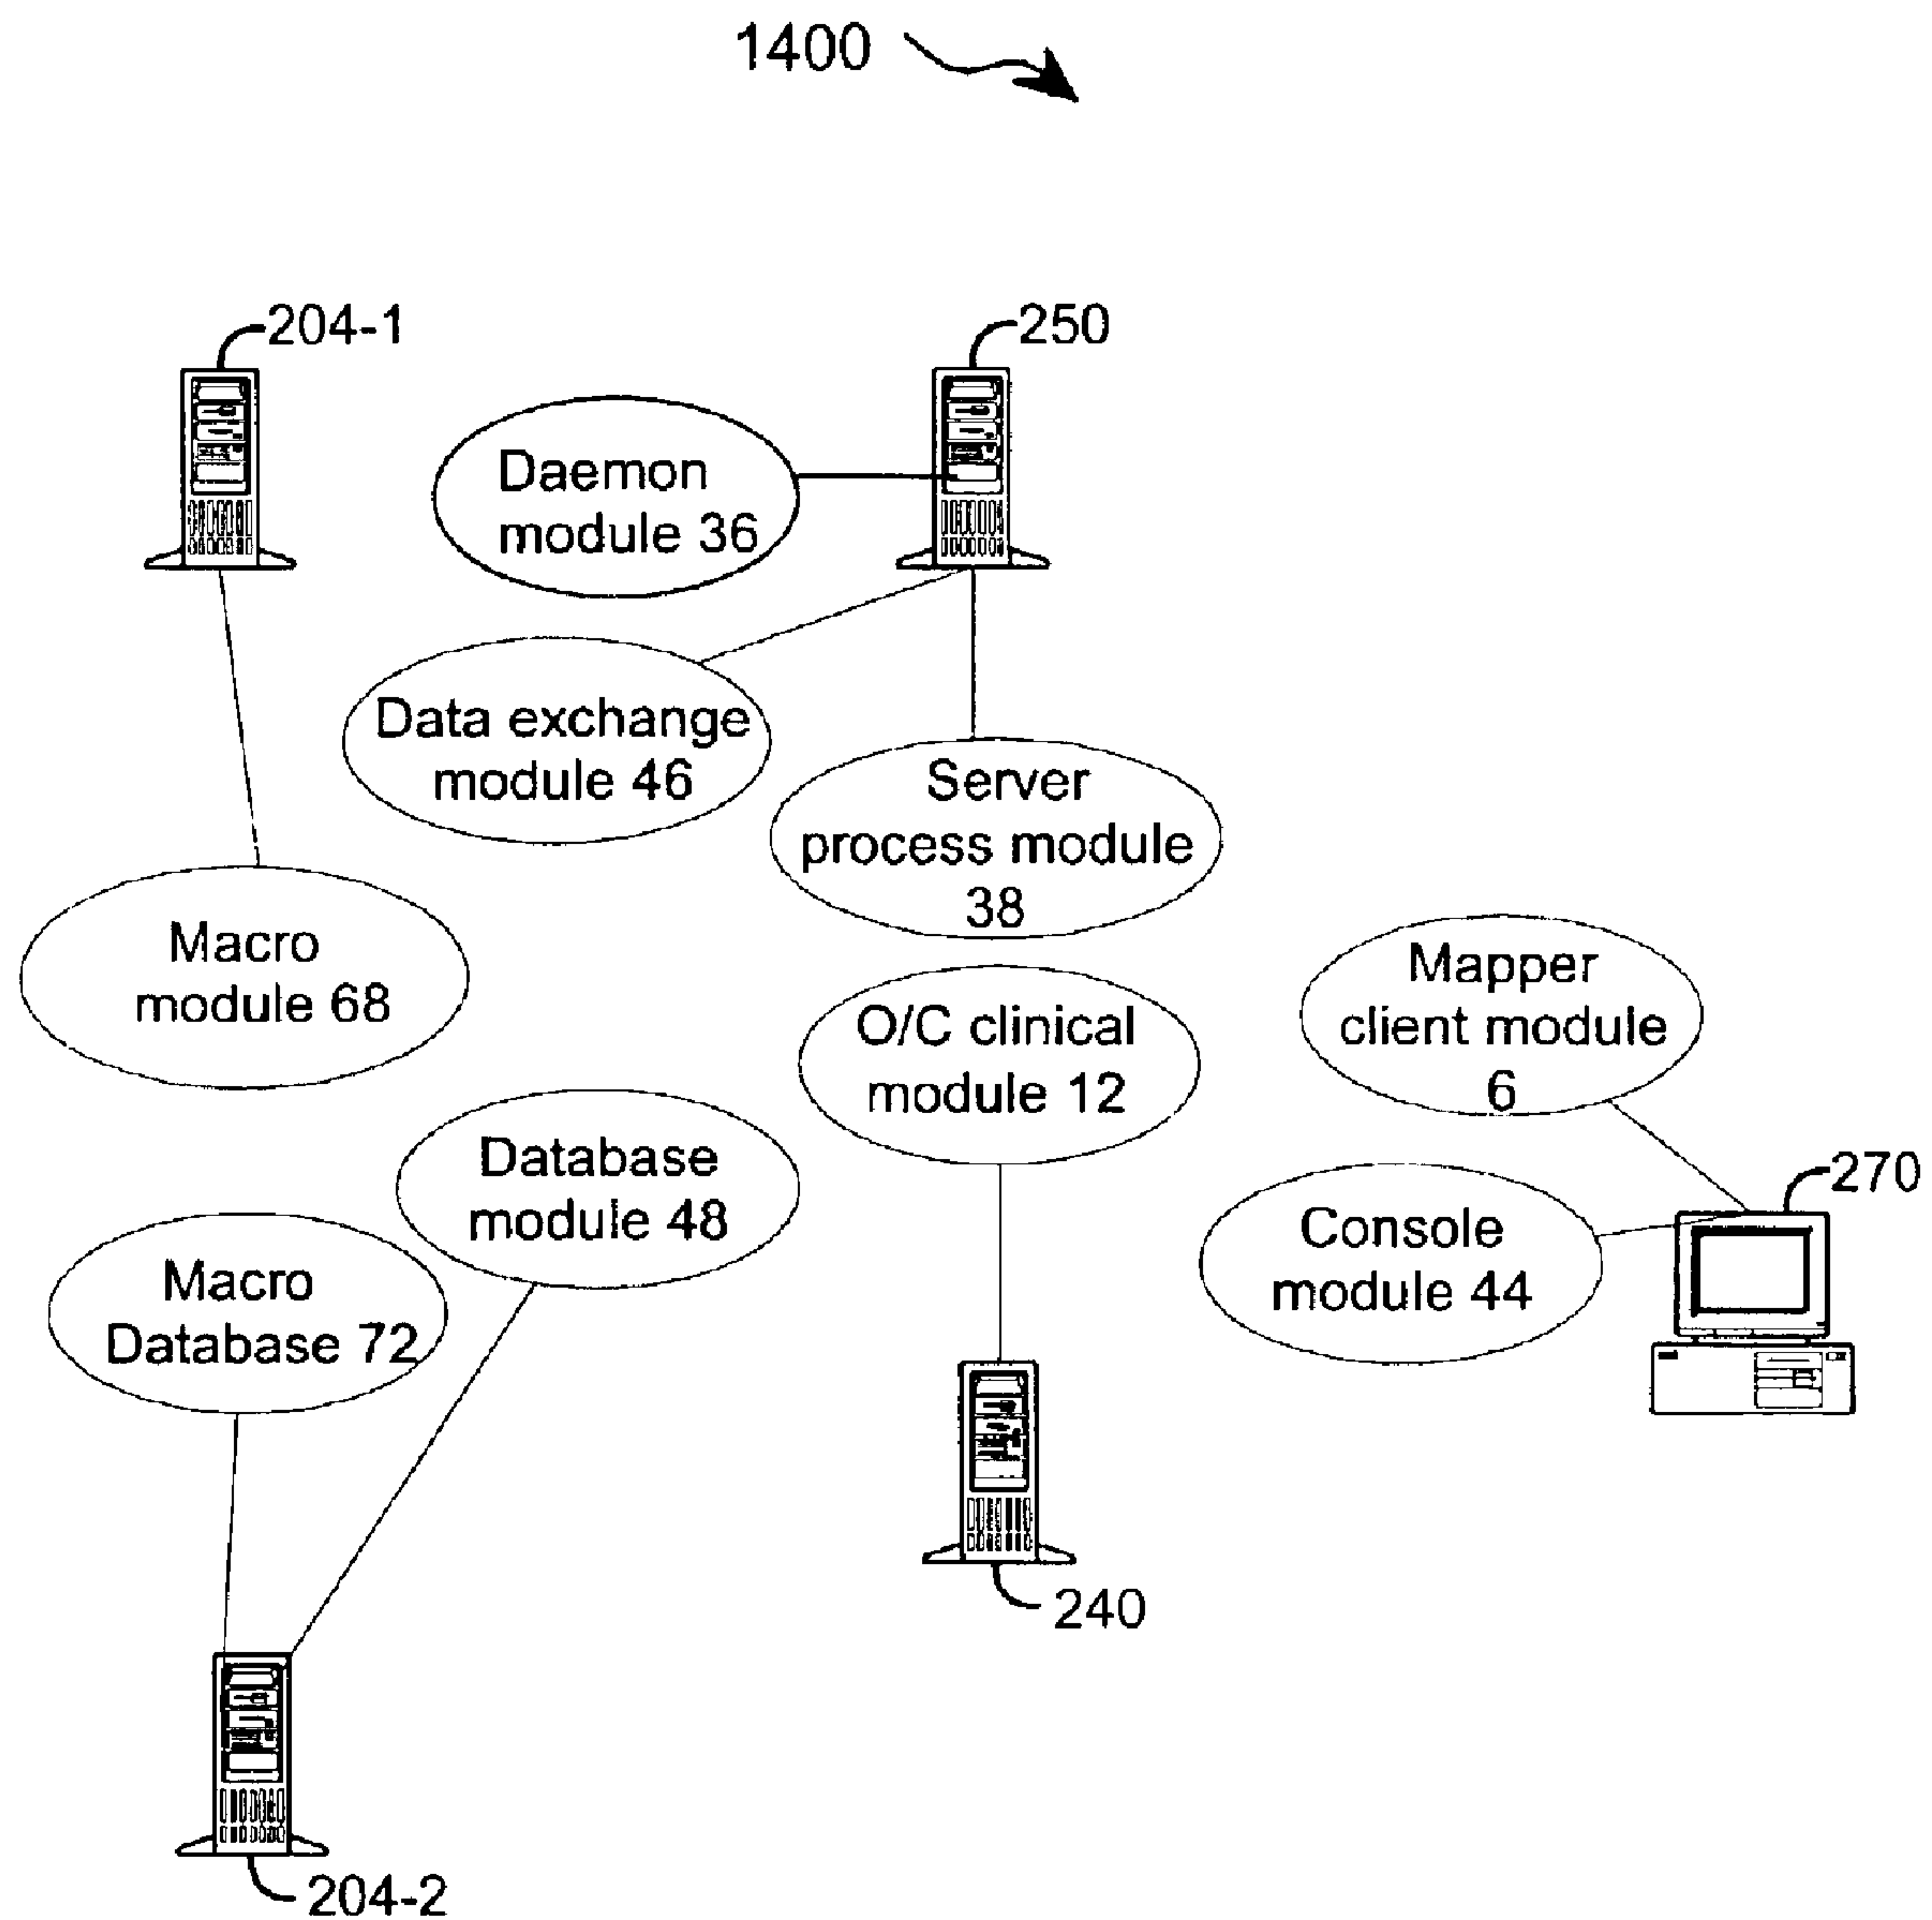 1400
204-1
250
Daemon
module 36
Data exchange
module 46
Server
process module
38
Macro
module 68
Mapper
client module
6
O/C clinical
module 12
Database
module 48
270
Console
module 44
Macro
Database 72
240
204-2